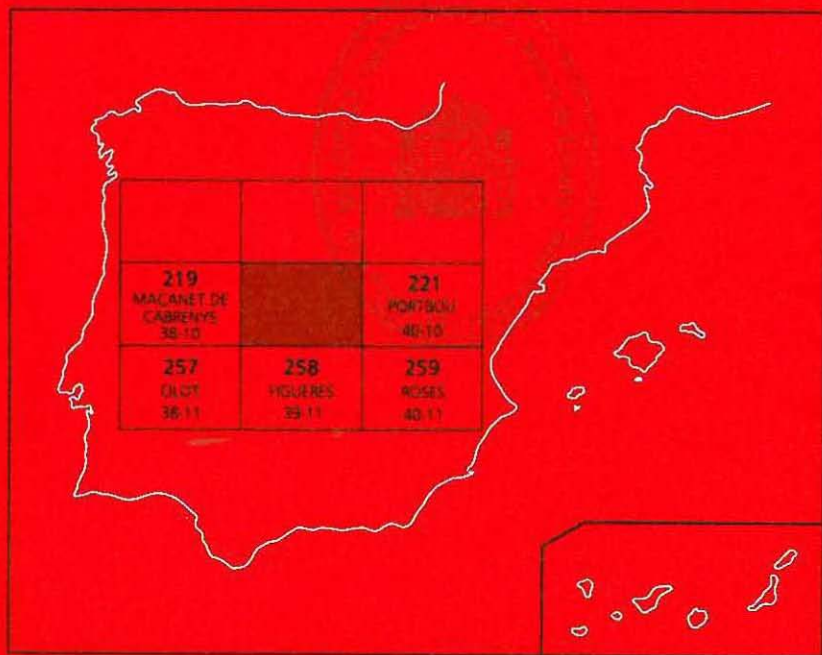 219
MAÇANET DE
CABRENYS
38-10
221
PORTBOU
40-10
257
OLOT
38-11
258
FIGUERES
39-11
259
ROSES
40-11